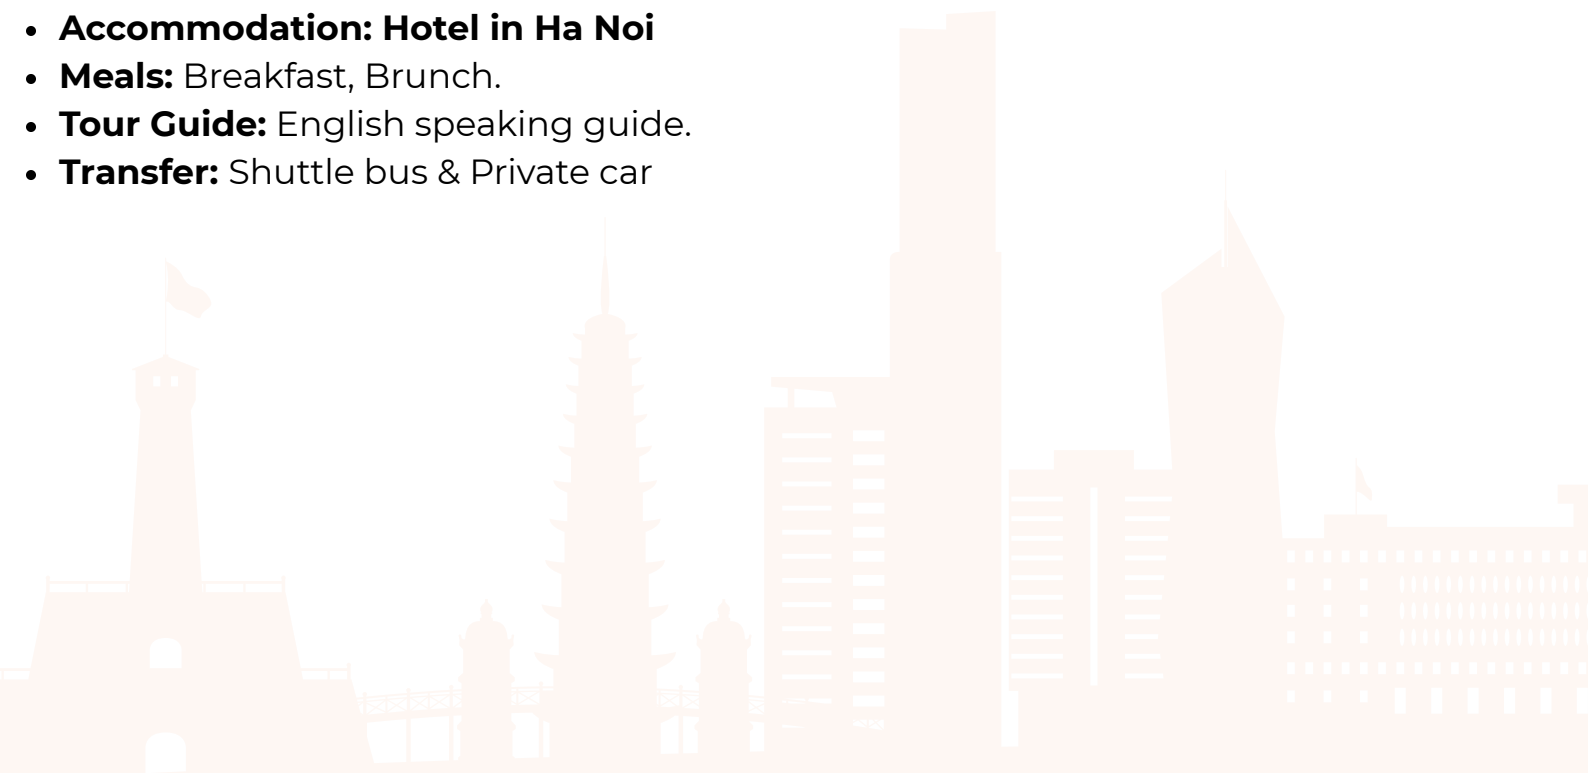 • Accommodation: Hotel in Ha Noi
• Meals: Breakfast, Brunch.
• Tour Guide: English speaking guide.
• Transfer: Shuttle bus & Private car